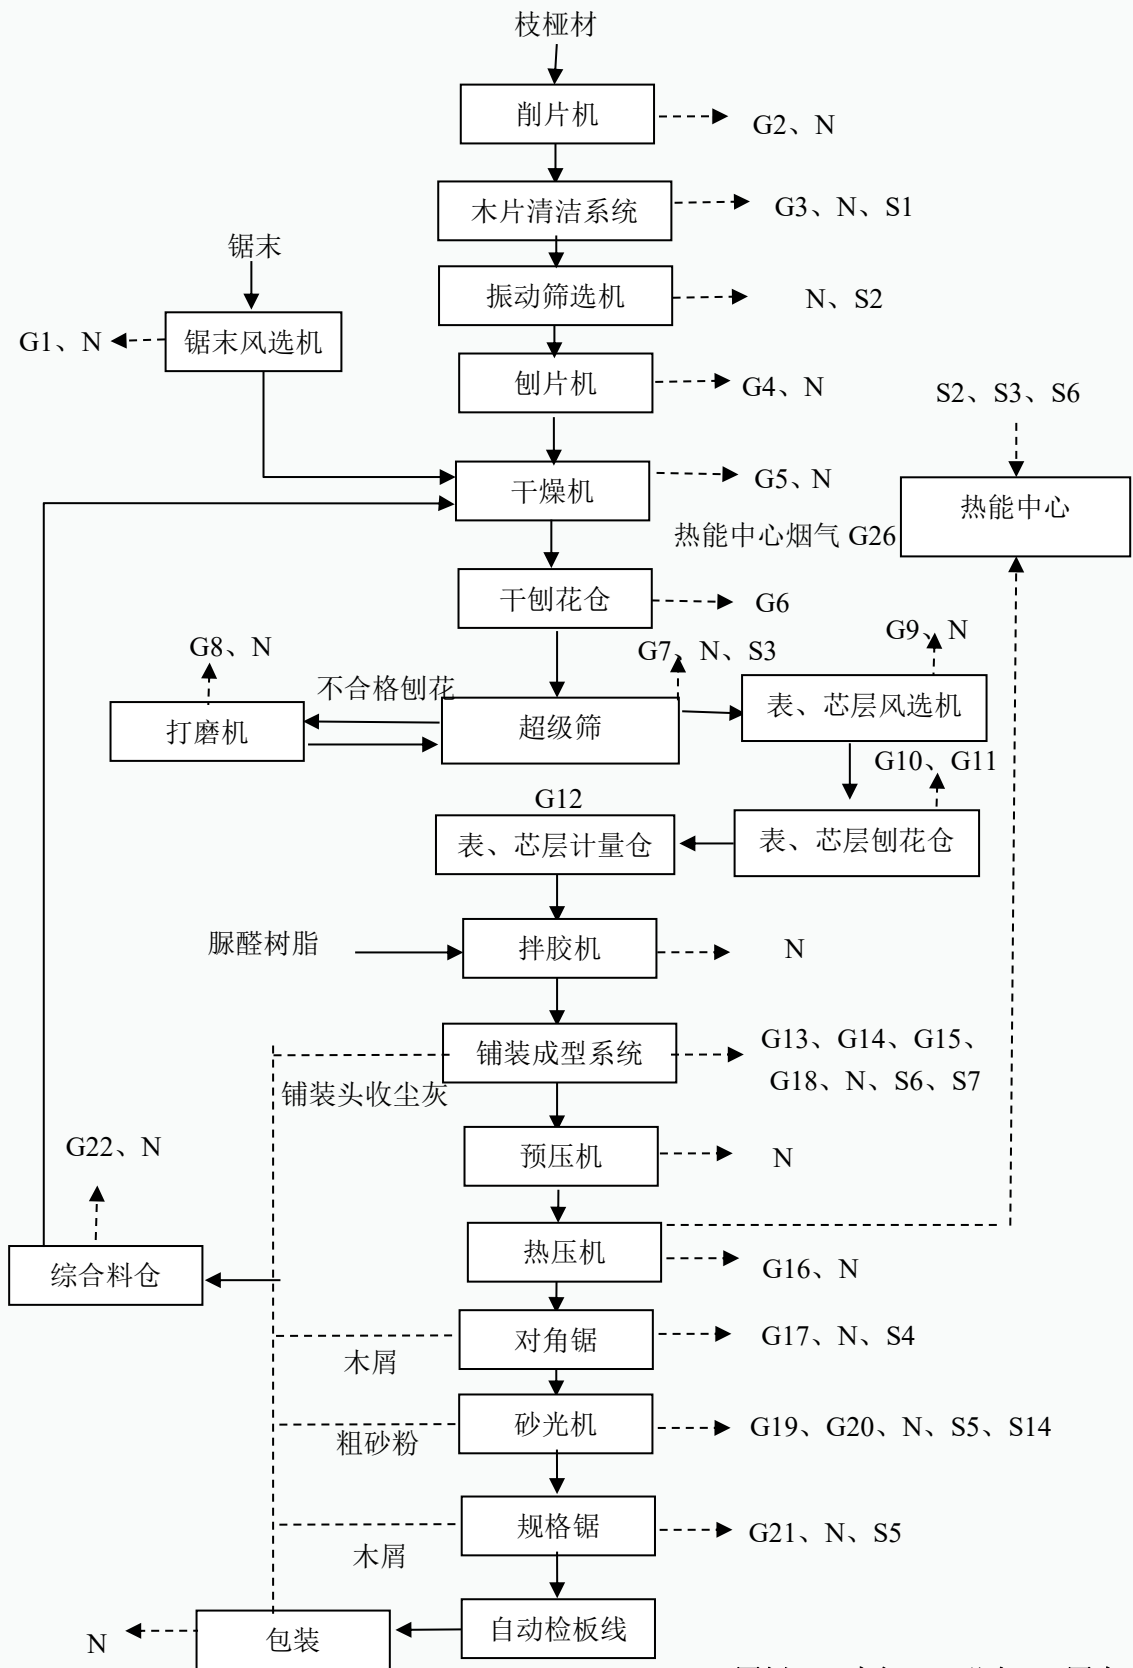 枝桠材
削片机
G2、N
木片清洁系统
G3、N、S1
锯末
振动筛选机
N、S2
G1、N
锯末风选机
刨片机
G4、N
S2、S3、S6
干燥机
G5、N
热能中心
热能中心烟气 G26
干刨花仓
G6
G8、N
不合格刨花
G7、N、S3
G9、N
打磨机
超级筛
表、芯层风选机
G10、G11
G12
表、芯层计量仓
表、芯层刨花仓
脲醛树脂
拌胶机
N
铺装成型系统
G13、G14、G15、
G18、N、S6、S7
铺装头收尘灰
G22、N
预压机
N
热压机
G16、N
综合料仓
对角锯
G17、N、S4
木屑
砂光机
G19、G20、N、S5、S14
粗砂粉
规格锯
G21、N、S5
木屑
自动检板线
包装
N